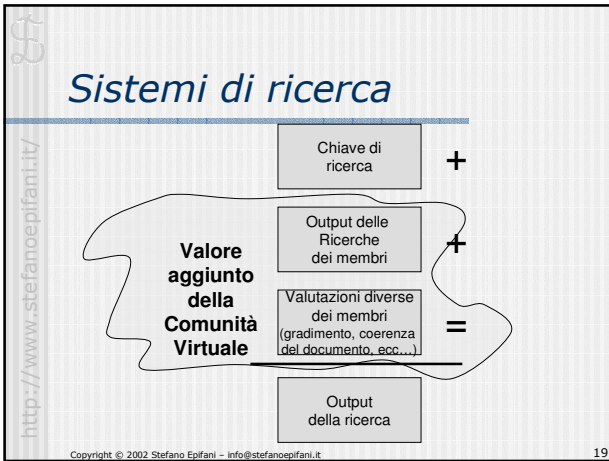 Sistemi di ricerca
http://www.stefanoepifani.it/
Chiave di
ricerca
+
Output delle
Ricerche
dei membri
+
Valore
aggiunto
della
Comunità
Virtuale
Valutazioni diverse
dei membri
(gradimento, coerenza
del documento, ecc…)
=
Output
della ricerca
Copyright © 2002 Stefano Epifani – info@stefanoepifani.it
19